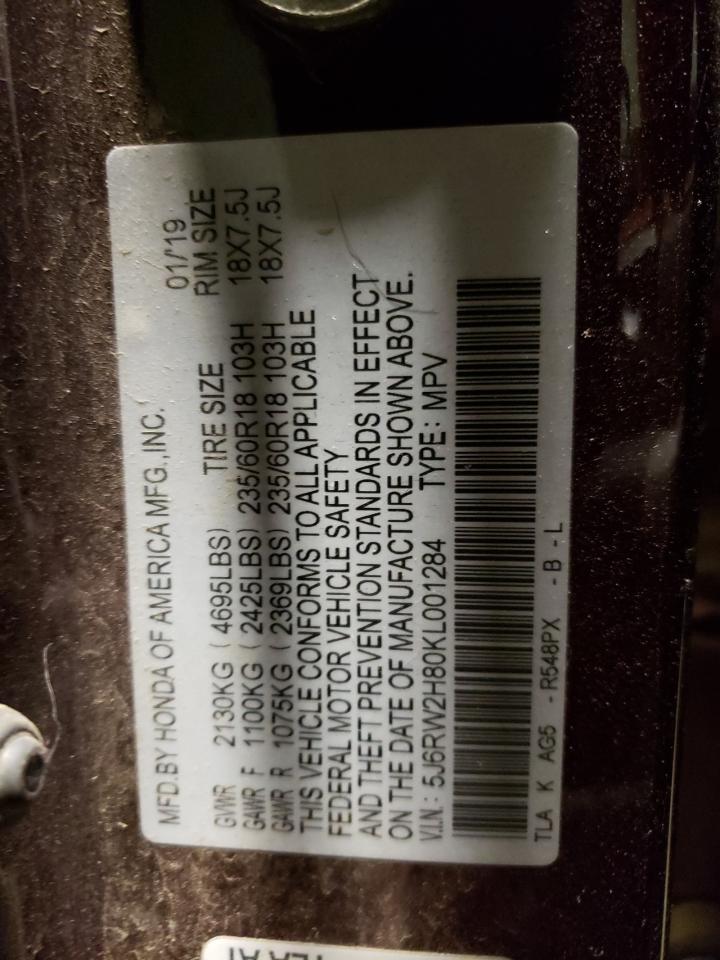 MFD. BY HONDA OF AMERICA MFG., INC. 01/'19
GVWR 2130KG ( 4695LBS) TIRE SIZE RIM SIZE
GAWR F 1100KG ( 2425LBS) 235/60R18 103H 18X7.5J
GAWR R 1075KG ( 2369LBS) 235/60R18 103H 18X7.5J
THIS VEHICLE CONFORMS TO ALL APPLICABLE
FEDERAL MOTOR VEHICLE SAFETY
AND THEFT PREVENTION STANDARDS IN EFFECT
ON THE DATE OF MANUFACTURE SHOWN ABOVE.
V.I.N.: 5J6RW2H80KL001284 TYPE: MPV
TLA K AG5 - R548PX - B - L